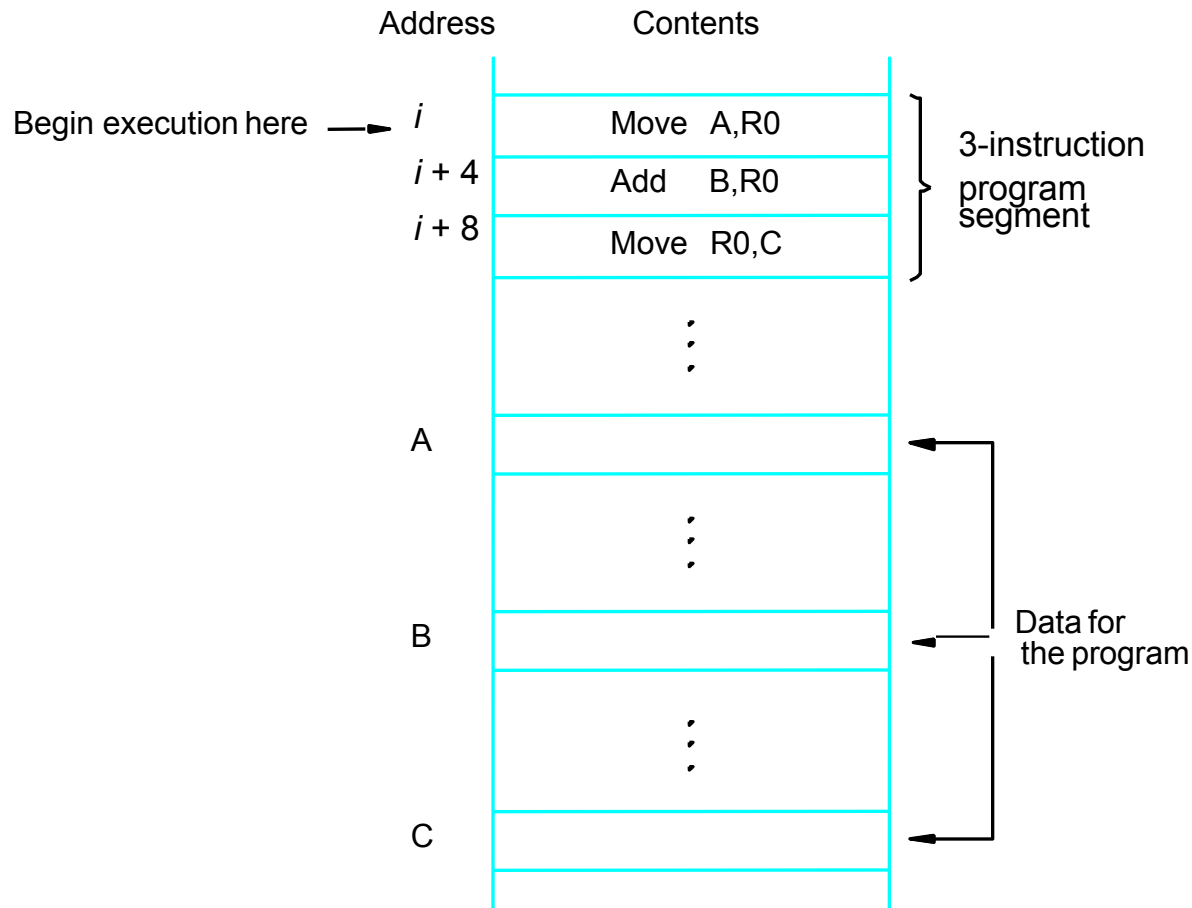 Address Contents
Begin execution here i Move A,R0
i + 4 Add B,R0
i + 8 Move R0,C
3-instruction
program
segment
A
B
C
Data for
the program